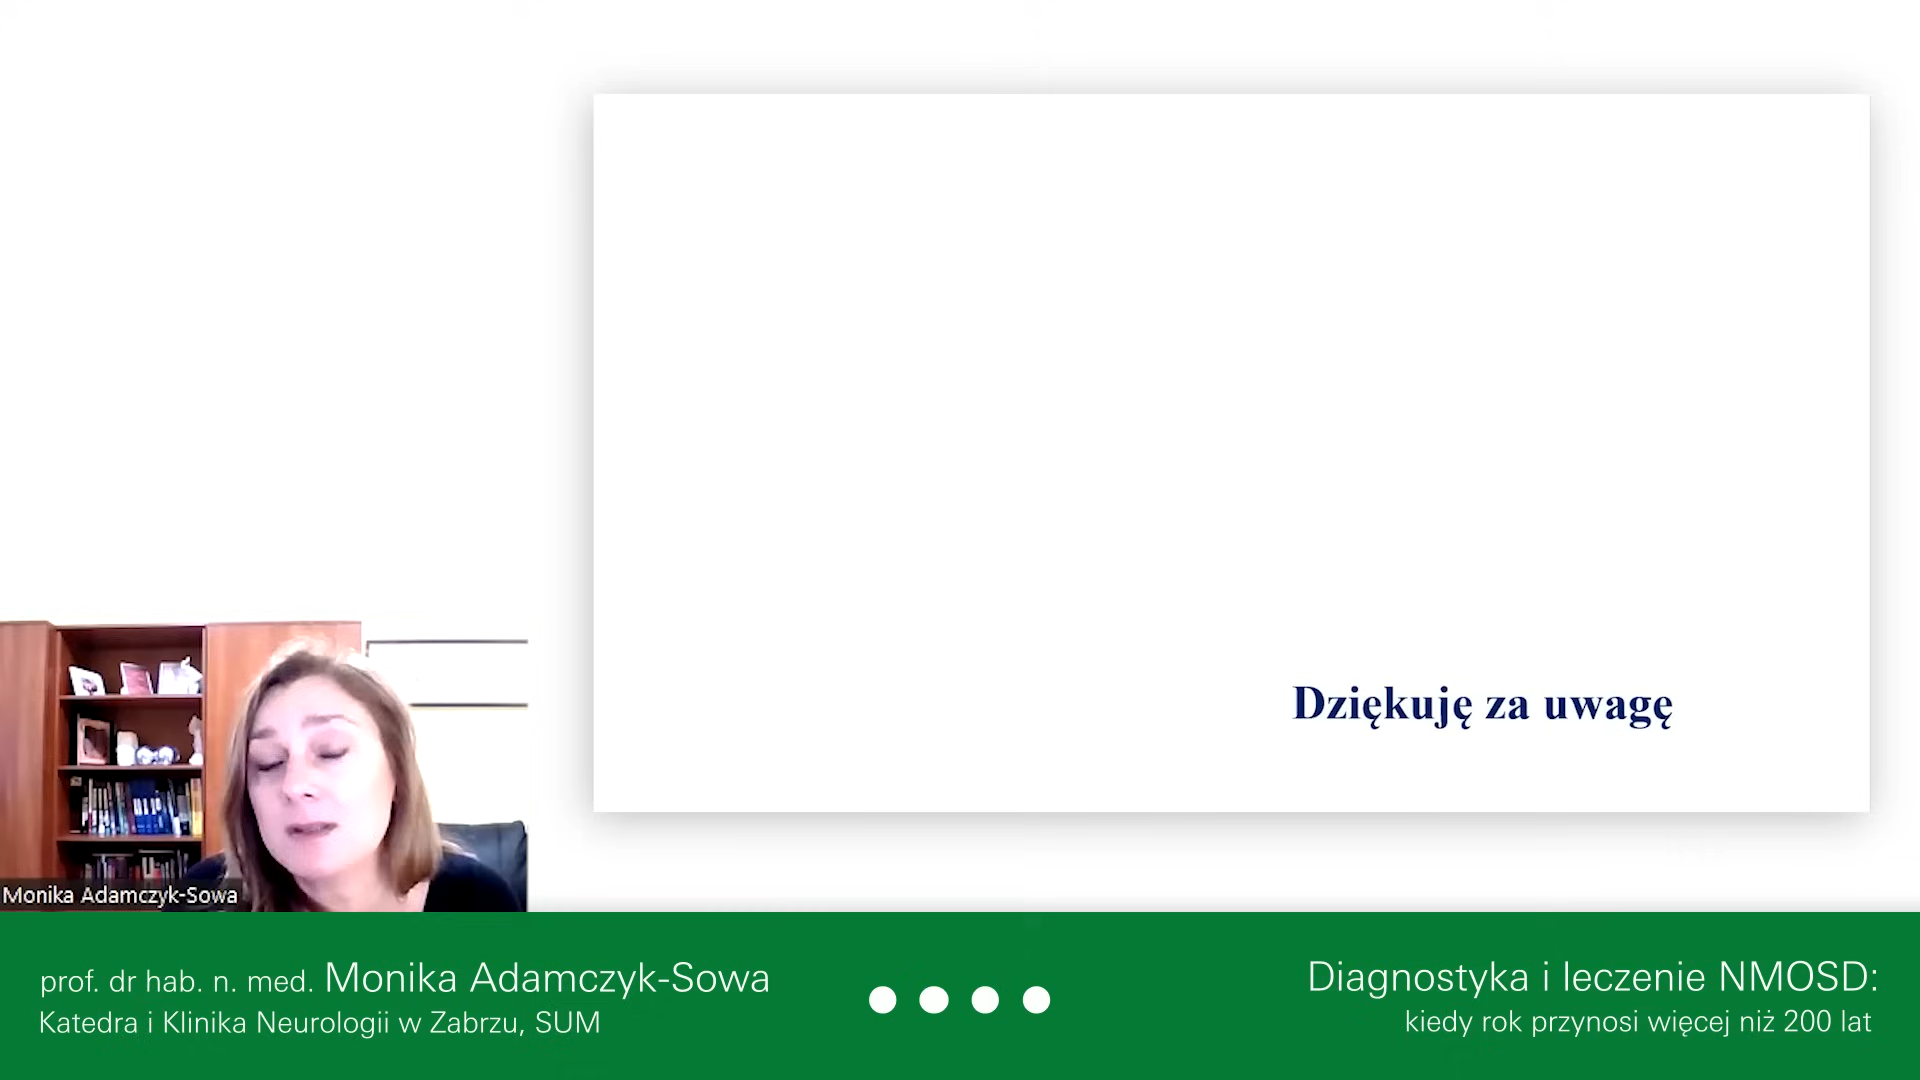 Dziękuję za uwagę
Monika Adamczyk-Sowa
prof. dr hab. n. med. Monika Adamczyk-Sowa
Katedra i Klinika Neurologii w Zabrzu, SUM
Diagnostyka i leczenie NMOSD:
kiedy rok przynosi więcej niż 200 lat